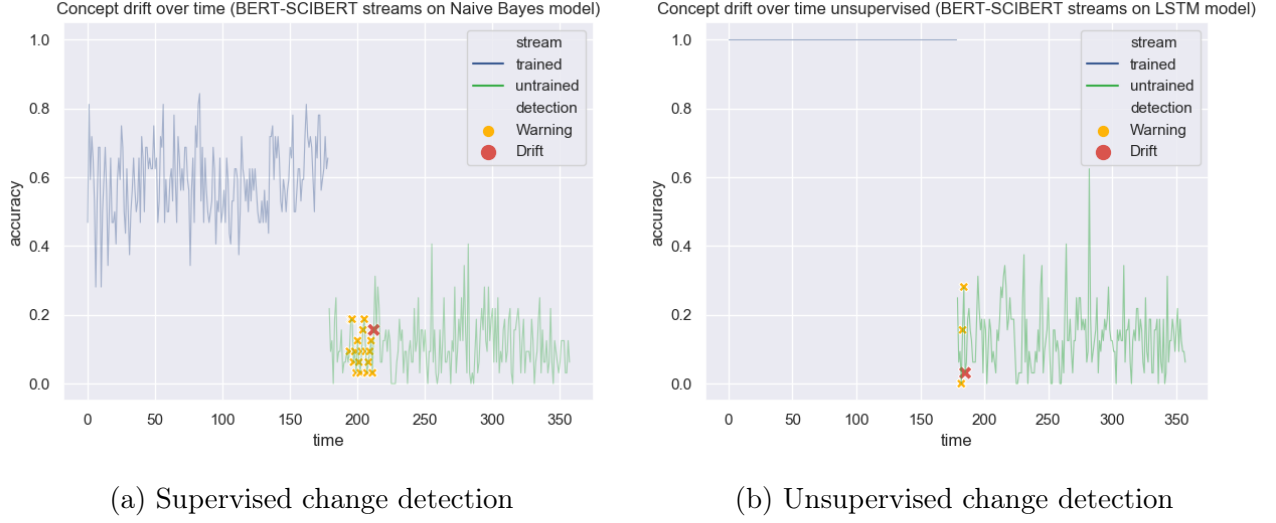 Concept drift over time (BERT-SCIBERT streams on Naive Bayes model)
1.0
0.8
0.6
0.4
0.2
0.0
accuracy
0
50
100
150
200
250
300
350
time
stream
trained
untrained
detection
Warning
Drift
(a) Supervised change detection
Concept drift over time unsupervised (BERT-SCIBERT streams on LSTM model)
1.0
0.8
0.6
0.4
0.2
0.0
accuracy
0
50
100
150
200
250
300
350
time
stream
trained
untrained
detection
Warning
Drift
(b) Unsupervised change detection